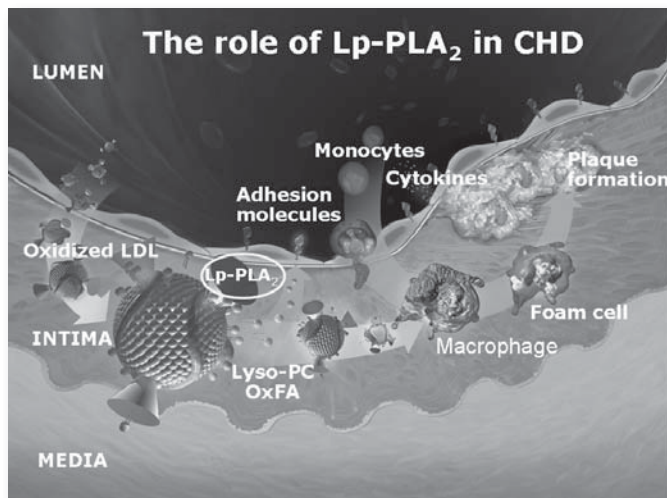 The role of Lp-PLA₂ in CHD
LUMEN
Monocytes
Cytokines
Plaque
formation
Adhesion
molecules
Oxidized LDL
Lp-PLA₂
INTIMA
Foam cell
Macrophage
Lyso-PC
OxFA
MEDIA